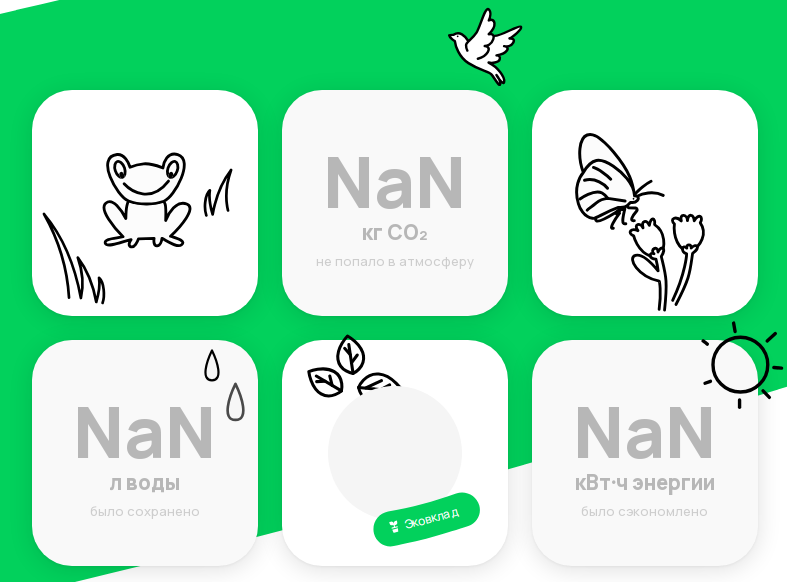 NaN
кг CO₂
не попало в атмосферу
NaN
л воды
было сохранено
Эковклад
NaN
кВт·ч энергии
было сэкономлено